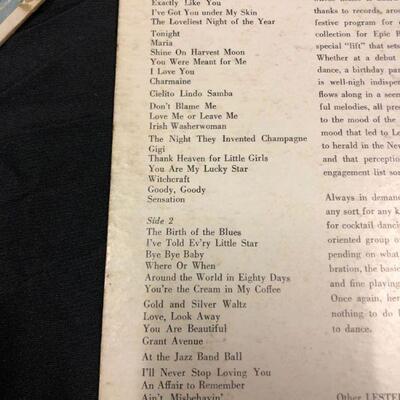 Exactly Like You
I've Got You under My Skin
The Loveliest Night of the Year
Tonight
Maria
Shine On Harvest Moon
You Were Meant for Me
I Love You
Charmaine
Cielito Lindo Samba
Don't Blame Me
Love Me or Leave Me
Irish Washerwoman
The Night They Invented Champagne
Gigi
Thank Heaven for Little Girls
You Are My Lucky Star
Witchcraft
Goody, Goody
Sensation
Side 2
The Birth of the Blues
I've Told Ev'ry Little Star
Bye Bye Baby
Where Or When
Around the World in Eighty Days
You're the Cream in My Coffee
Gold and Silver Waltz
Love, Look Away
You Are Beautiful
Grant Avenue
At the Jazz Band Ball
I'll Never Stop Loving You
An Affair to Remember
Ain't Misbehavin'
thanks to records, aro
festive program for d
collection for Epic R
special "lift" that sets
Whether at a debut
dance, a birthday par
is well-nigh indispe
flows along in a seem
ful melodies, all pre
to the mood of the
mood that led to Le
to herald in the New
and that perceptio
engagement list som
Always in deman
any sort for any k
for cocktail danci
oriented group o
pending on what
bration, the basic
and fine playing
Once again, her
nothing to do b
to dance.
Other LESTE